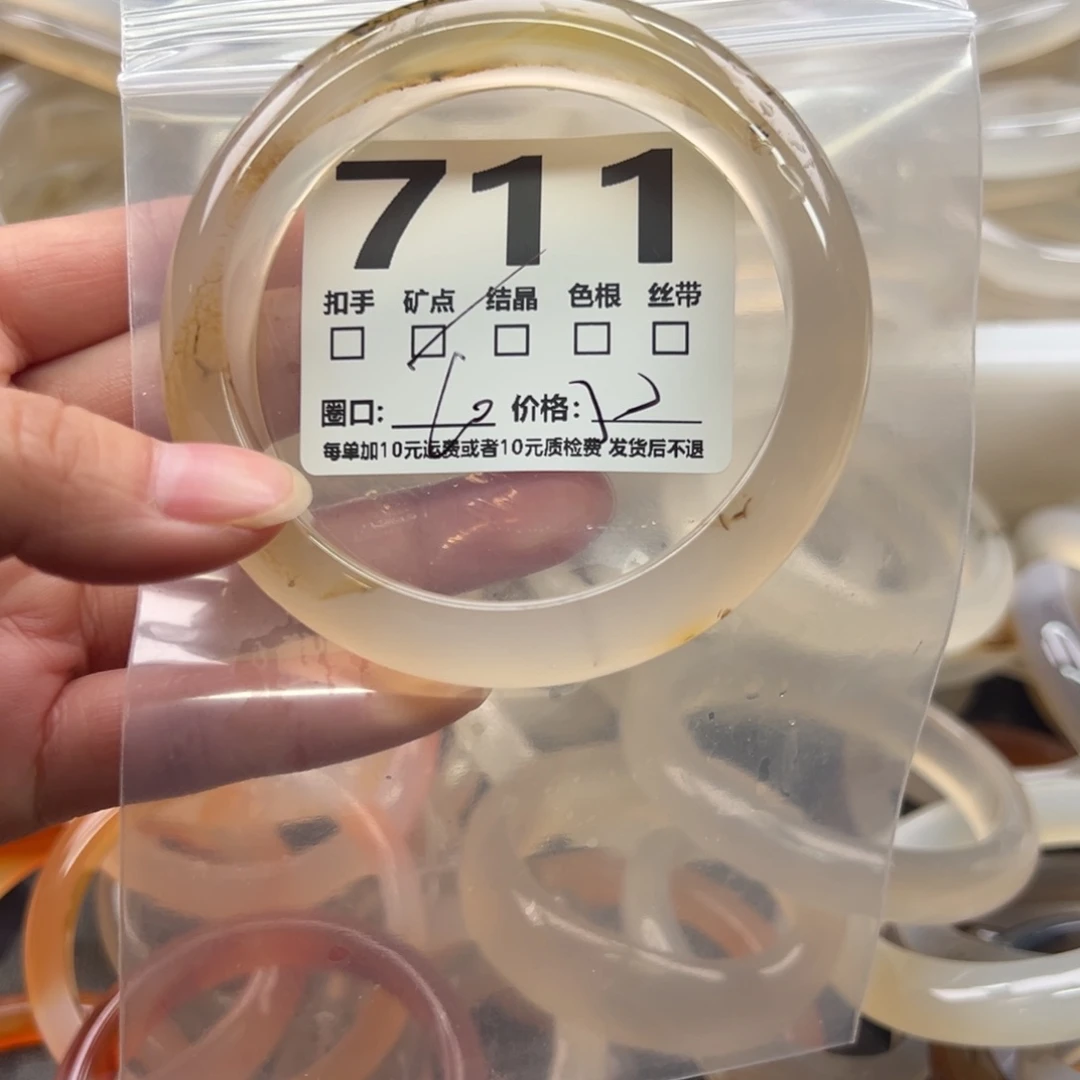 711
扣手 矿点 结晶 色根 丝带
圈口: 价格:
每单加10元运费或者10元质检费 发货后不退